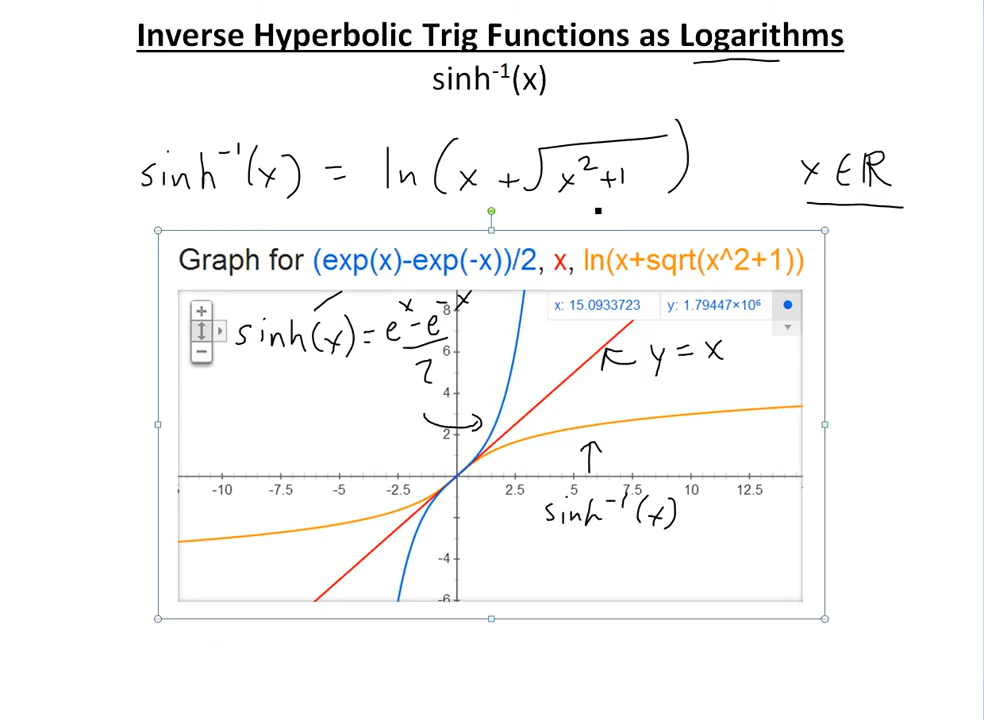 Inverse Hyperbolic Trig Functions as Logarithms
sinh⁻¹(x)
sinh⁻¹(x) = ln(x + √(x²+1))    x ∈ ℝ
Graph for (exp(x)-exp(-x))/2, x, ln(x+sqrt(x^2+1))
x: 15.0933723    y: 1.79447×10⁶
sinh(x) = (eˣ - e⁻ˣ)/2
y = x
8
6
4
2
-10 -7.5 -5 -2.5 2.5 5 7.5 10 12.5
sinh⁻¹(x)
-4
-6